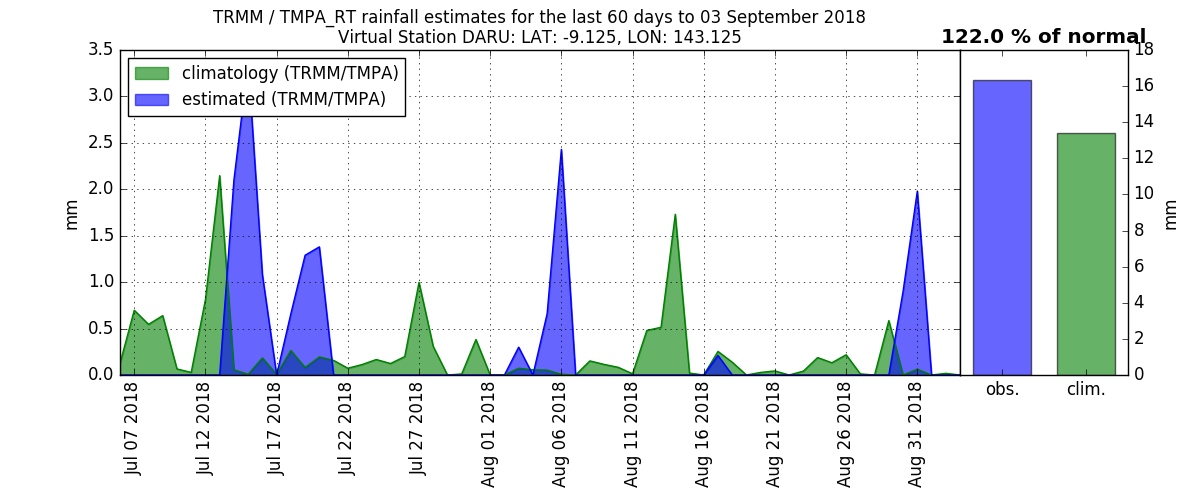 TRMM / TMPA_RT rainfall estimates for the last 60 days to 03 September 2018
Virtual Station DARU: LAT: -9.125, LON: 143.125
122.0 % of normal
climatology (TRMM/TMPA)
estimated (TRMM/TMPA)
3.5
3.0
2.5
2.0
1.5
1.0
0.5
0.0
mm
Jul 07 2018
Jul 12 2018
Jul 17 2018
Jul 22 2018
Jul 27 2018
Aug 01 2018
Aug 06 2018
Aug 11 2018
Aug 16 2018
Aug 21 2018
Aug 26 2018
Aug 31 2018
18
16
14
12
10
8
6
4
2
0
mm
obs.
clim.